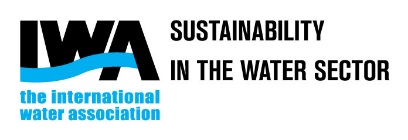 IWA
the international
water association
SUSTAINABILITY
IN THE WATER SECTOR